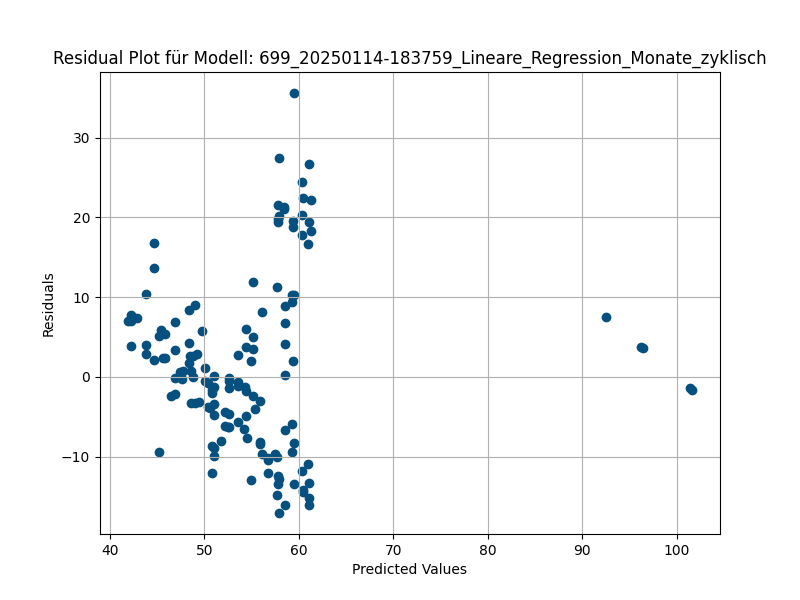 Residual Plot für Modell: 699_20250114-183759_Lineare_Regression_Monate_zyklisch
30
20
10
0
−10
Residuals
40 50 60 70 80 90 100
Predicted Values